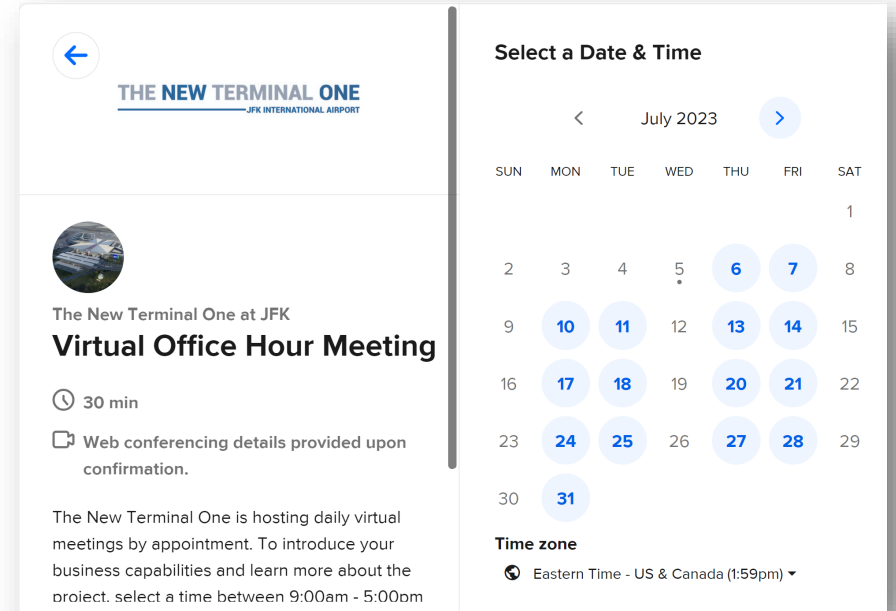 THE NEW TERMINAL ONE
JFK INTERNATIONAL AIRPORT
The New Terminal One at JFK
Virtual Office Hour Meeting
30 min
Web conferencing details provided upon
confirmation.
The New Terminal One is hosting daily virtual
meetings by appointment. To introduce your
business capabilities and learn more about the
project, select a time between 9:00am - 5:00pm
Select a Date & Time
July 2023
SUN MON TUE WED THU FRI SAT
1
2 3 4 5 6 7 8
9 10 11 12 13 14 15
16 17 18 19 20 21 22
23 24 25 26 27 28 29
30 31
Time zone
Eastern Time - US & Canada (1:59pm)